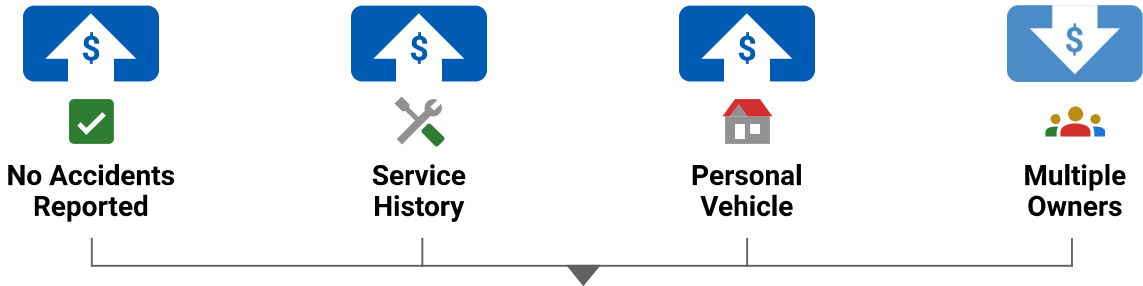 $
$
$
$
No Accidents
Reported
Service
History
Personal
Vehicle
Multiple
Owners